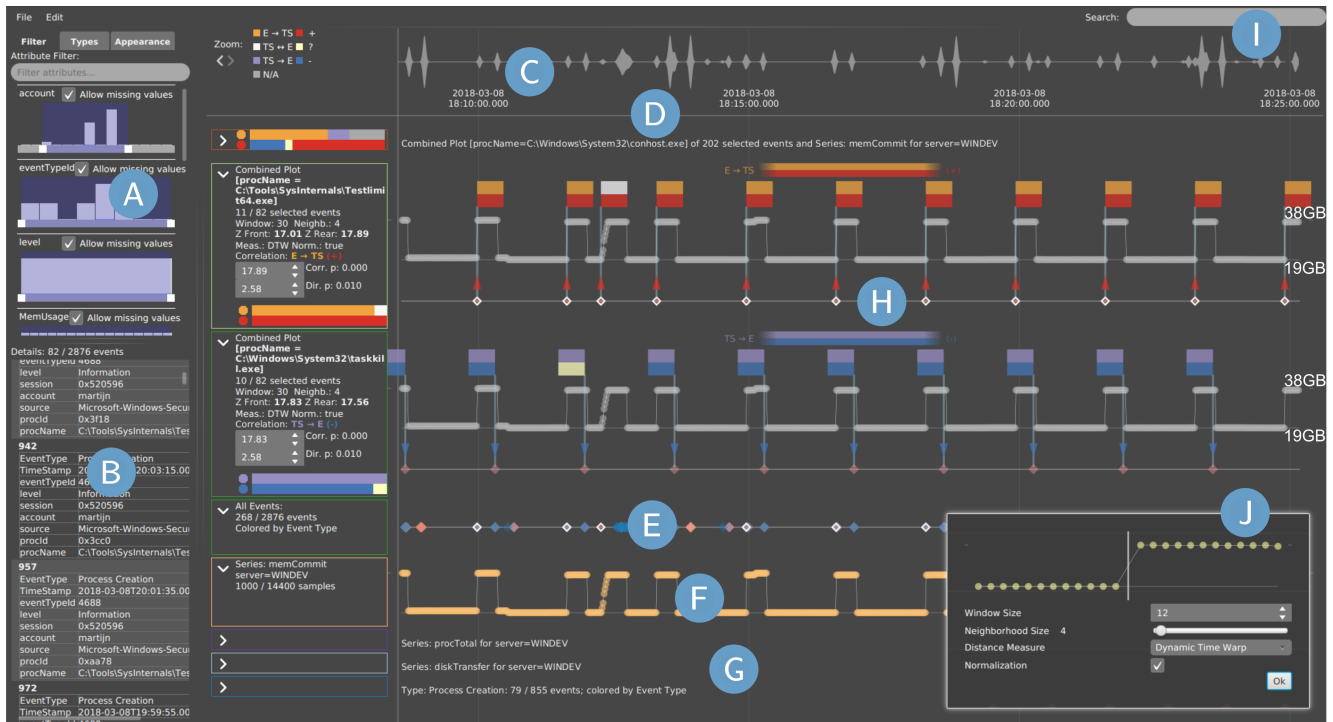 File Edit
Search:
I
Filter Types Appearance
Attribute Filter:
Filter attributes...
account Allow missing values
eventTypeId Allow missing values
A
level Allow missing values
MemUsage Allow missing values
Details: 82 / 2876 events
eventTypeId 4688
level Information
session 0x520596
account martijn
source Microsoft-Windows-Secu
procId 0x3f18
procName C:\Tools\SysInternals\Tes
942
EventType
TimeStamp 20:03:15.00
B
eventTypeId
level
session 0x520596
account martijn
source Microsoft-Windows-Secu
procId 0x3cc0
procName C:\Tools\SysInternals\Tes
957
EventType Process Creation
TimeStamp 2018-03-08T20:01:35.00
eventTypeId 4688
level Information
session 0x520596
account martijn
source Microsoft-Windows-Secu
procId 0xaa78
procName C:\Tools\SysInternals\Tes
972
EventType Process Creation
TimeStamp 2018-03-08T19:59:55.00
Zoom:
E → TS +
TS ↔ E ?
TS → E -
N/A
C
2018-03-08 18:10:00.000
D
2018-03-08 18:15:00.000
2018-03-08 18:20:00.000
2018-03-08 18:25:00.000
Combined Plot [procName=C:\Windows\System32\conhost.exe] of 202 selected events and Series: memCommit for server=WINDEV
Combined Plot
[procName =
C:\Tools\SysInternals\Testlimi
t64.exe]
11 / 82 selected events
Window: 30 Neighb.: 4
Z Front: 17.01 Z Rear: 17.89
Meas.: DTW Norm.: true
Correlation: E → TS (+)
17.89 Corr. p: 0.000
2.58 Dir. p: 0.010
E → TS (+)
38GB
19GB
H
Combined Plot
[procName =
C:\Windows\System32\taskkil
l.exe]
10 / 82 selected events
Window: 30 Neighb.: 4
Z Front: 17.83 Z Rear: 17.56
Meas.: DTW Norm.: true
Correlation: TS → E (-)
17.83 Corr. p: 0.000
2.58 Dir. p: 0.010
TS → E (-)
38GB
19GB
All Events:
268 / 2876 events
Colored by Event Type
E
Series: memCommit
server=WINDEV
1000 / 14400 samples
F
Series: procTotal for server=WINDEV
Series: diskTransfer for server=WINDEV
G
Type: Process Creation: 79 / 855 events; colored by Event Type
J
Window Size 12
Neighborhood Size 4
Distance Measure Dynamic Time Warp
Normalization
Ok